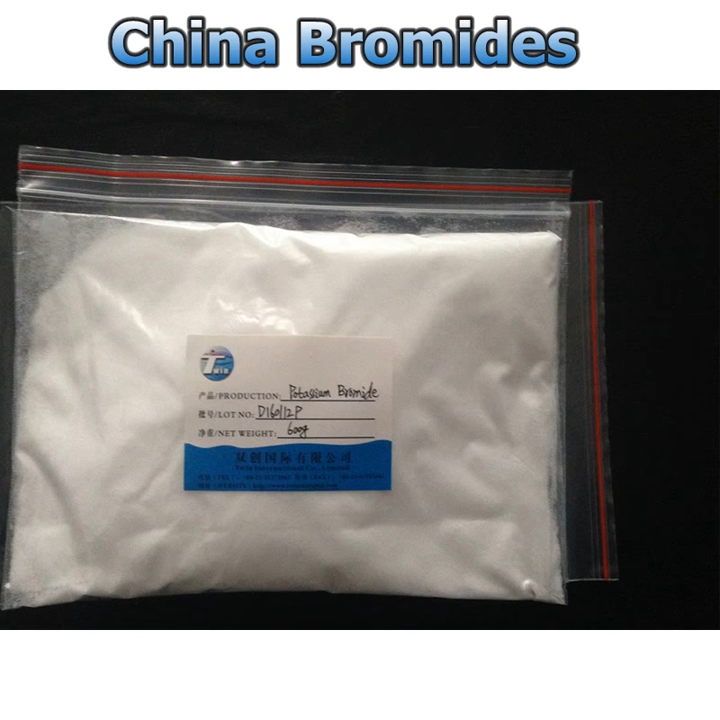 China Bromides
T
产品/PRODUCTION: Potassium Bromide
批号/LOT NO: D160112P
净重/NET WEIGHT: 600g
双创国际有限公司